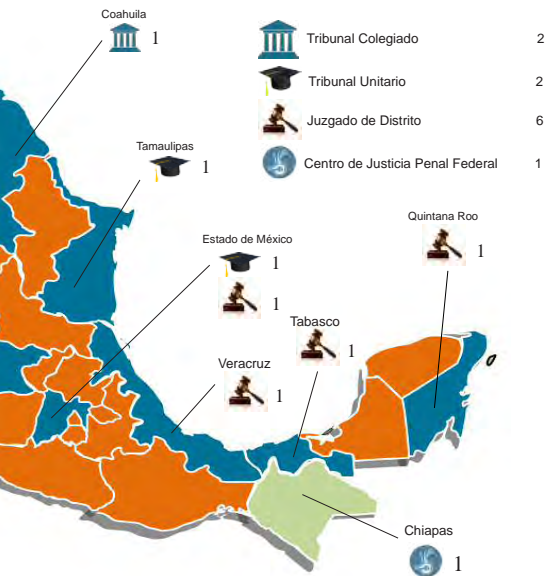 Coahuila
1
Tribunal Colegiado 2
Tribunal Unitario 2
Juzgado de Distrito 6
Centro de Justicia Penal Federal 1
Tamaulipas
1
Estado de México
1
1
Quintana Roo
1
Tabasco
1
Veracruz
1
Chiapas
1